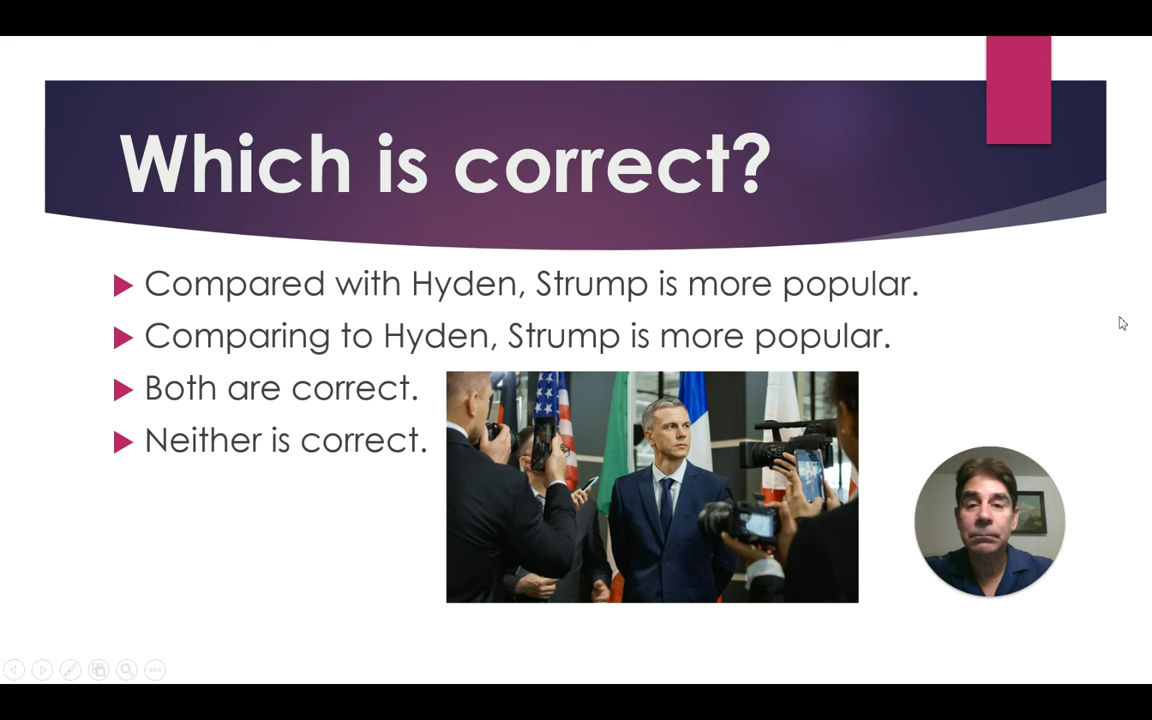 Which is correct?
Compared with Hyden, Strump is more popular.
Comparing to Hyden, Strump is more popular.
Both are correct.
Neither is correct.